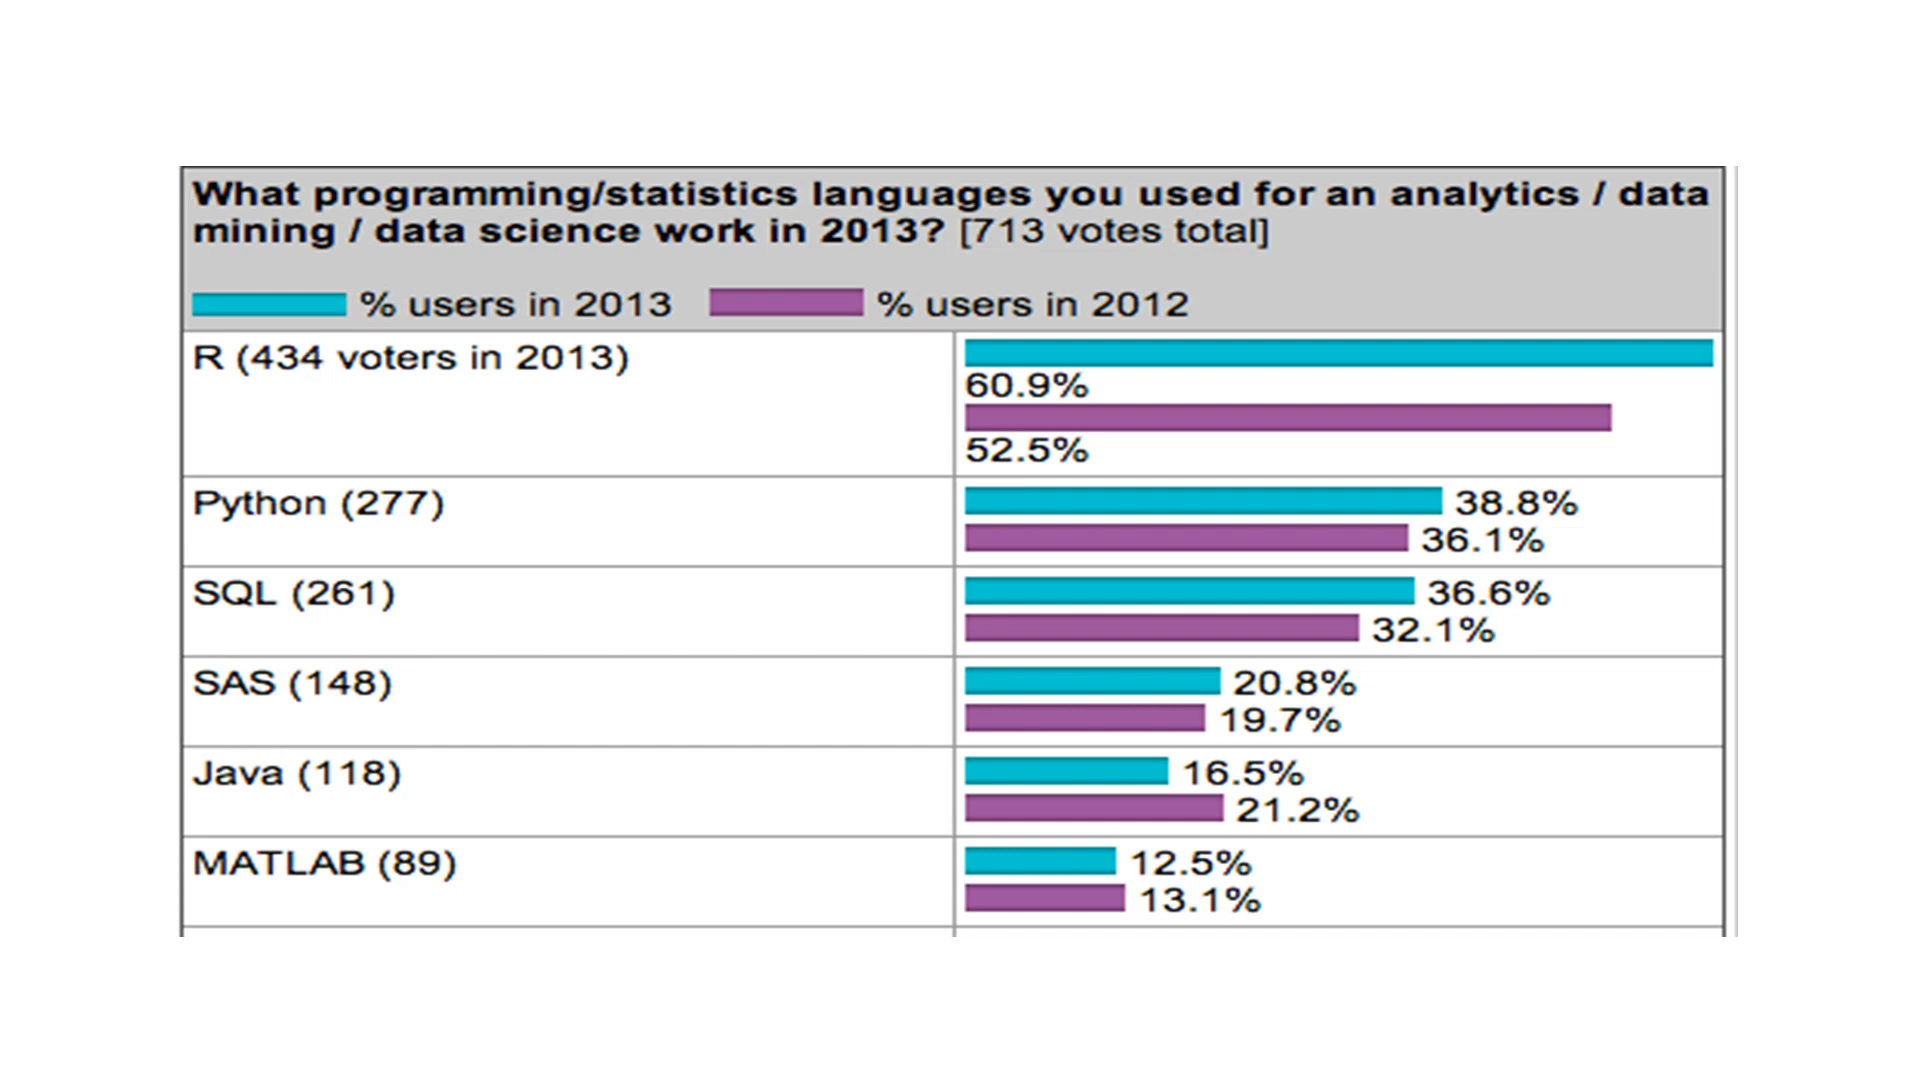 What programming/statistics languages you used for an analytics / data
mining / data science work in 2013? [713 votes total]
% users in 2013 % users in 2012
R (434 voters in 2013)
60.9%
52.5%
Python (277)
38.8%
36.1%
SQL (261)
36.6%
32.1%
SAS (148)
20.8%
19.7%
Java (118)
16.5%
21.2%
MATLAB (89)
12.5%
13.1%